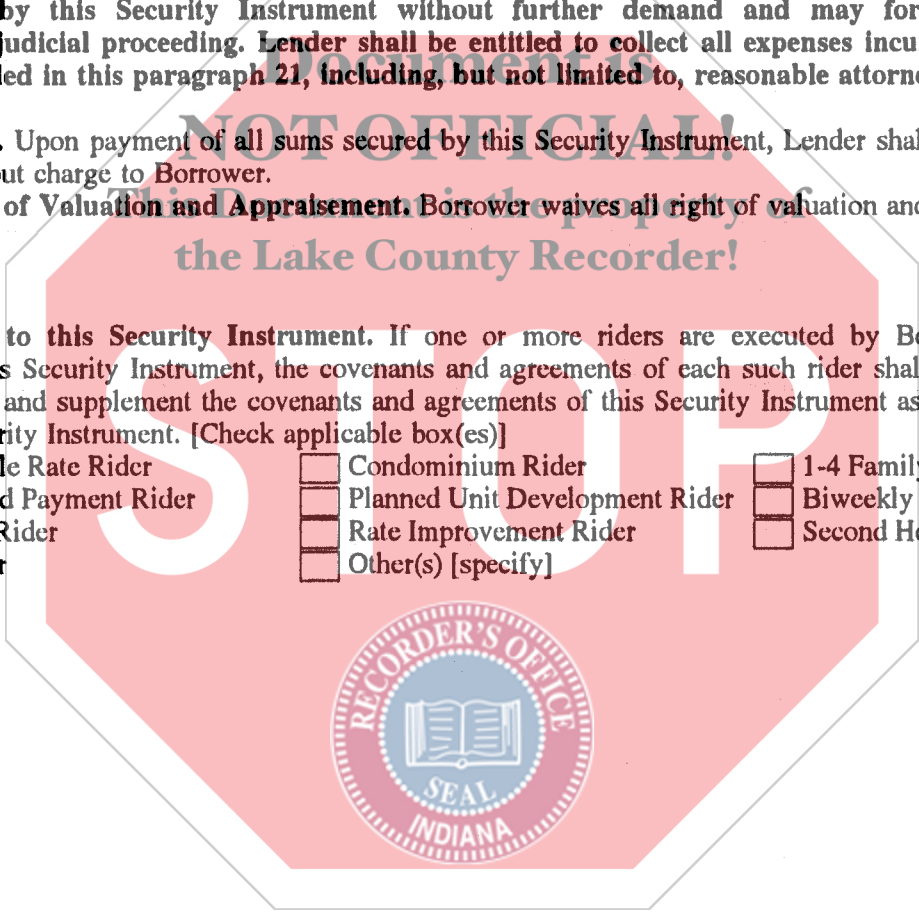 by this Security Instrument without further demand and may for
judicial proceeding. Lender shall be entitled to collect all expenses incu
ed in this paragraph 21, including, but not limited to, reasonable attorne
Document is
. Upon payment of all sums secured by this Security Instrument, Lender shal
NOT OFFICIAL!
ut charge to Borrower.
of Valuation and Appraisement. Borrower waives all right of valuation and
This Document is the property of
the Lake County Recorder!
to this Security Instrument. If one or more riders are executed by Bo
s Security Instrument, the covenants and agreements of each such rider shal
and supplement the covenants and agreements of this Security Instrument as
rity Instrument. [Check applicable box(es)]
STOP
le Rate Rider
Condominium Rider
1-4 Family
d Payment Rider
Planned Unit Development Rider
Biweekly
Rider
Rate Improvement Rider
Second Ho
r
Other(s) [specify]
RECORDER'S OFFICE
SEAL
INDIANA